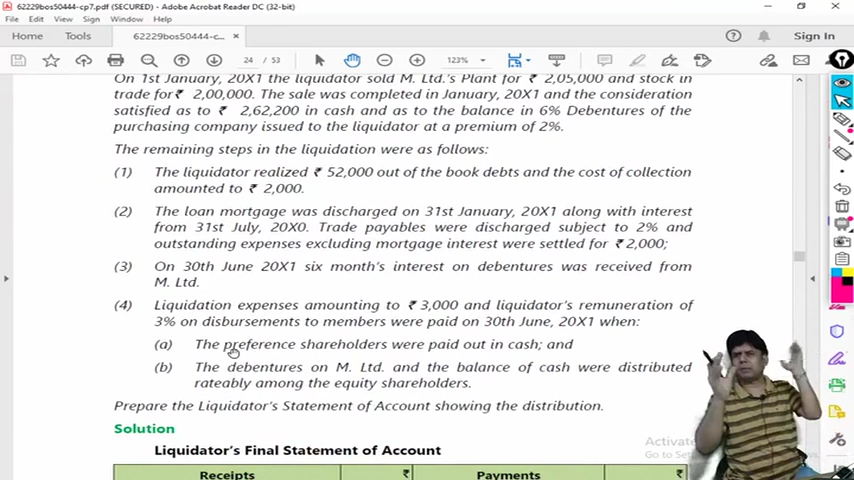 62229bos50444-cp7.pdf (SECURED) - Adobe Acrobat Reader DC (32-bit)
File Edit View Sign Window Help
Home Tools 62229bos50444-c... ×
Sign In
24 / 53 123%
On 1st January, 20X1 the liquidator sold M. Ltd.'s Plant for ₹ 2,05,000 and stock in
trade for ₹ 2,00,000. The sale was completed in January, 20X1 and the consideration
satisfied as to ₹ 2,62,200 in cash and as to the balance in 6% Debentures of the
purchasing company issued to the liquidator at a premium of 2%.
The remaining steps in the liquidation were as follows:
(1) The liquidator realized ₹ 52,000 out of the book debts and the cost of collection
amounted to ₹ 2,000.
(2) The loan mortgage was discharged on 31st January, 20X1 along with interest
from 31st July, 20X0. Trade payables were discharged subject to 2% and
outstanding expenses excluding mortgage interest were settled for ₹ 2,000;
(3) On 30th June 20X1 six month's interest on debentures was received from
M. Ltd.
(4) Liquidation expenses amounting to ₹ 3,000 and liquidator's remuneration of
3% on disbursements to members were paid on 30th June, 20X1 when:
(a) The preference shareholders were paid out in cash; and
(b) The debentures on M. Ltd. and the balance of cash were distributed
rateably among the equity shareholders.
Prepare the Liquidator's Statement of Account showing the distribution.
Solution
Liquidator's Final Statement of Account
Receipts ₹ Payments ₹
Activate
Go to Se